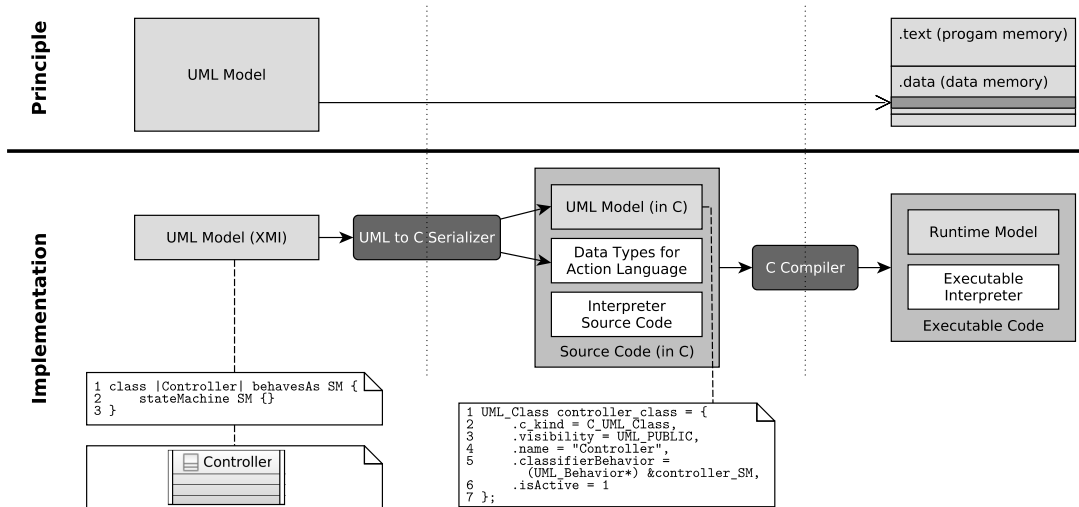 Principle
UML Model
.text (progam memory)
.data (data memory)
Implementation
UML Model (XMI)
UML to C Serializer
UML Model (in C)
Data Types for
Action Language
Interpreter
Source Code
Source Code (in C)
C Compiler
Runtime Model
Executable
Interpreter
Executable Code
1 class |Controller| behavesAs SM {
2     stateMachine SM {}
3 }
Controller
1 UML_Class controller_class = {
2     .c_kind = C_UML_Class,
3     .visibility = UML_PUBLIC,
4     .name = "Controller",
5     .classifierBehavior =
(UML_Behavior*) &controller_SM,
6     .isActive = 1
7 };